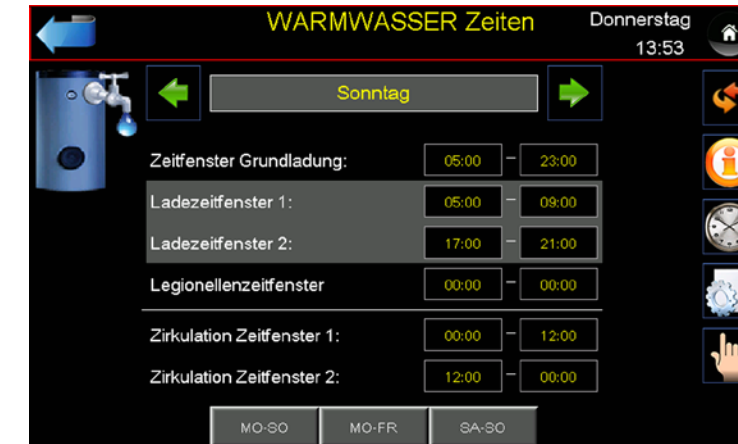 WARMWASSER Zeiten
Donnerstag
13:53
Sonntag
Zeitfenster Grundladung: 05:00 – 23:00
Ladezeitfenster 1: 05:00 – 09:00
Ladezeitfenster 2: 17:00 – 21:00
Legionellenzeitfenster 00:00 – 00:00
Zirkulation Zeitfenster 1: 00:00 – 12:00
Zirkulation Zeitfenster 2: 12:00 – 00:00
MO-SO MO-FR SA-SO